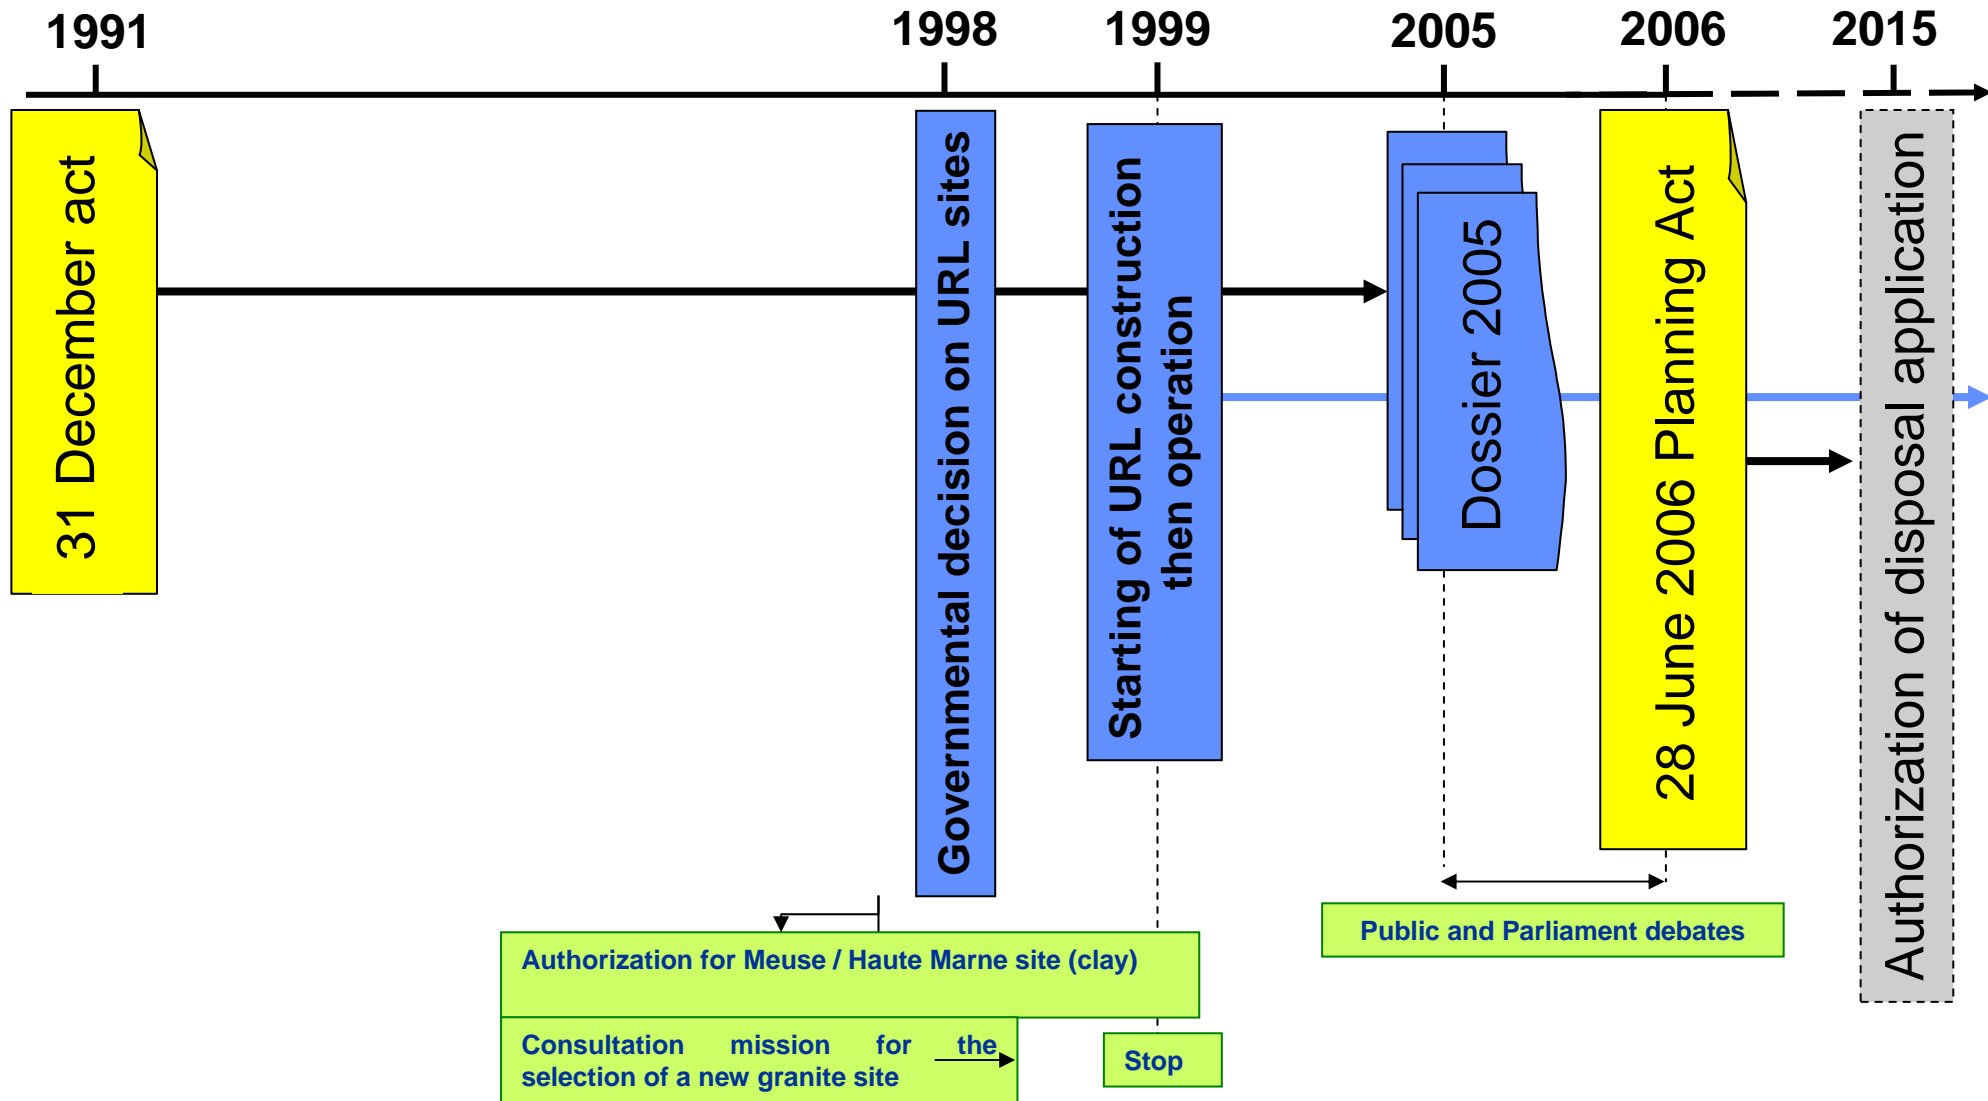 1991
1998
1999
2005
2006
2015
31 December act
Governmental decision on URL sites
Starting of URL construction
then operation
Dossier 2005
28 June 2006 Planning Act
Authorization of disposal application
Public and Parliament debates
Authorization for Meuse / Haute Marne site (clay)
Consultation mission for the
selection of a new granite site
Stop